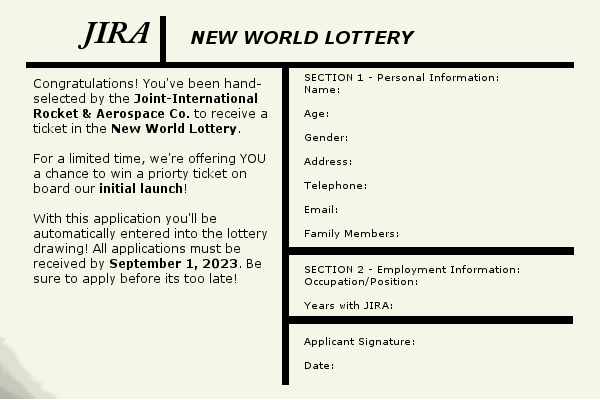 JIRA
NEW WORLD LOTTERY
Congratulations! You've been hand-
selected by the Joint-International
Rocket & Aerospace Co. to receive a
ticket in the New World Lottery.
For a limited time, we're offering YOU
a chance to win a priorty ticket on
board our initial launch!
With this application you'll be
automatically entered into the lottery
drawing! All applications must be
received by September 1, 2023. Be
sure to apply before its too late!
SECTION 1 - Personal Information:
Name:
Age:
Gender:
Address:
Telephone:
Email:
Family Members:
SECTION 2 - Employment Information:
Occupation/Position:
Years with JIRA:
Applicant Signature:
Date: